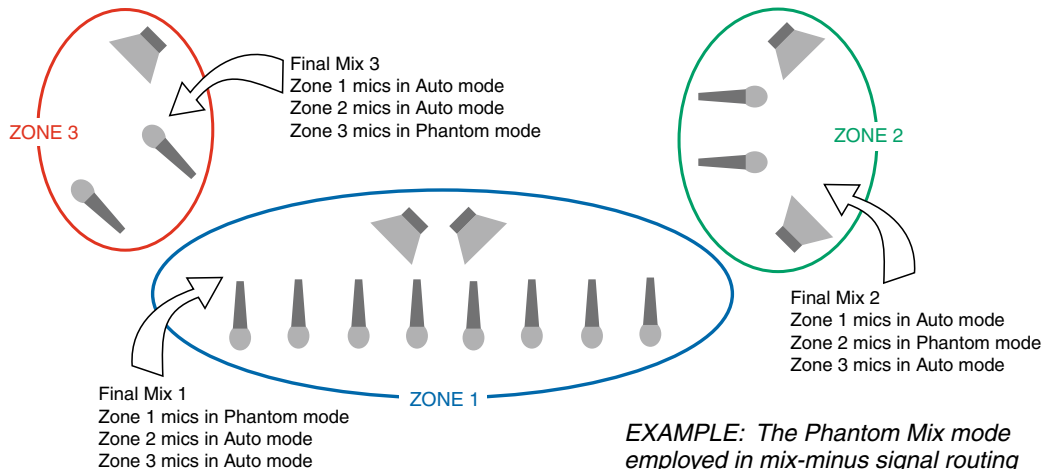 Final Mix 3
Zone 1 mics in Auto mode
Zone 2 mics in Auto mode
Zone 3 mics in Phantom mode
ZONE 3
ZONE 2
Final Mix 2
Zone 1 mics in Auto mode
Zone 2 mics in Phantom mode
Zone 3 mics in Auto mode
ZONE 1
Final Mix 1
Zone 1 mics in Phantom mode
Zone 2 mics in Auto mode
Zone 3 mics in Auto mode
EXAMPLE: The Phantom Mix mode
employed in mix-minus signal routing